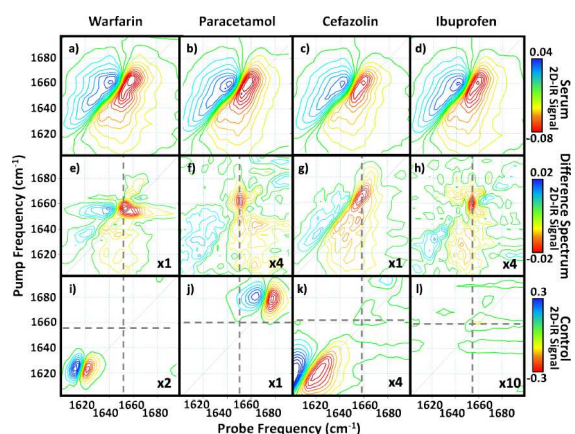 Warfarin Paracetamol Cefazolin Ibuprofen
1680 a) b) c) d) 0.04
1660
1640
1620
-0.08
2D-IR Signal
Serum
1680 e) f) g) h) 0.02
1660
1640
1620
x1 x4 x1 x4 -0.02
2D-IR Signal
Difference Spectrum
1680 i) j) k) l) 0.3
1660
1640
1620
x2 x1 x4 x10 -0.3
2D-IR Signal
Control
Pump Frequency (cm⁻¹)
1620 1660 1620 1660 1620 1660 1620 1660
1640 1680 1640 1680 1640 1680 1640 1680
Probe Frequency (cm⁻¹)